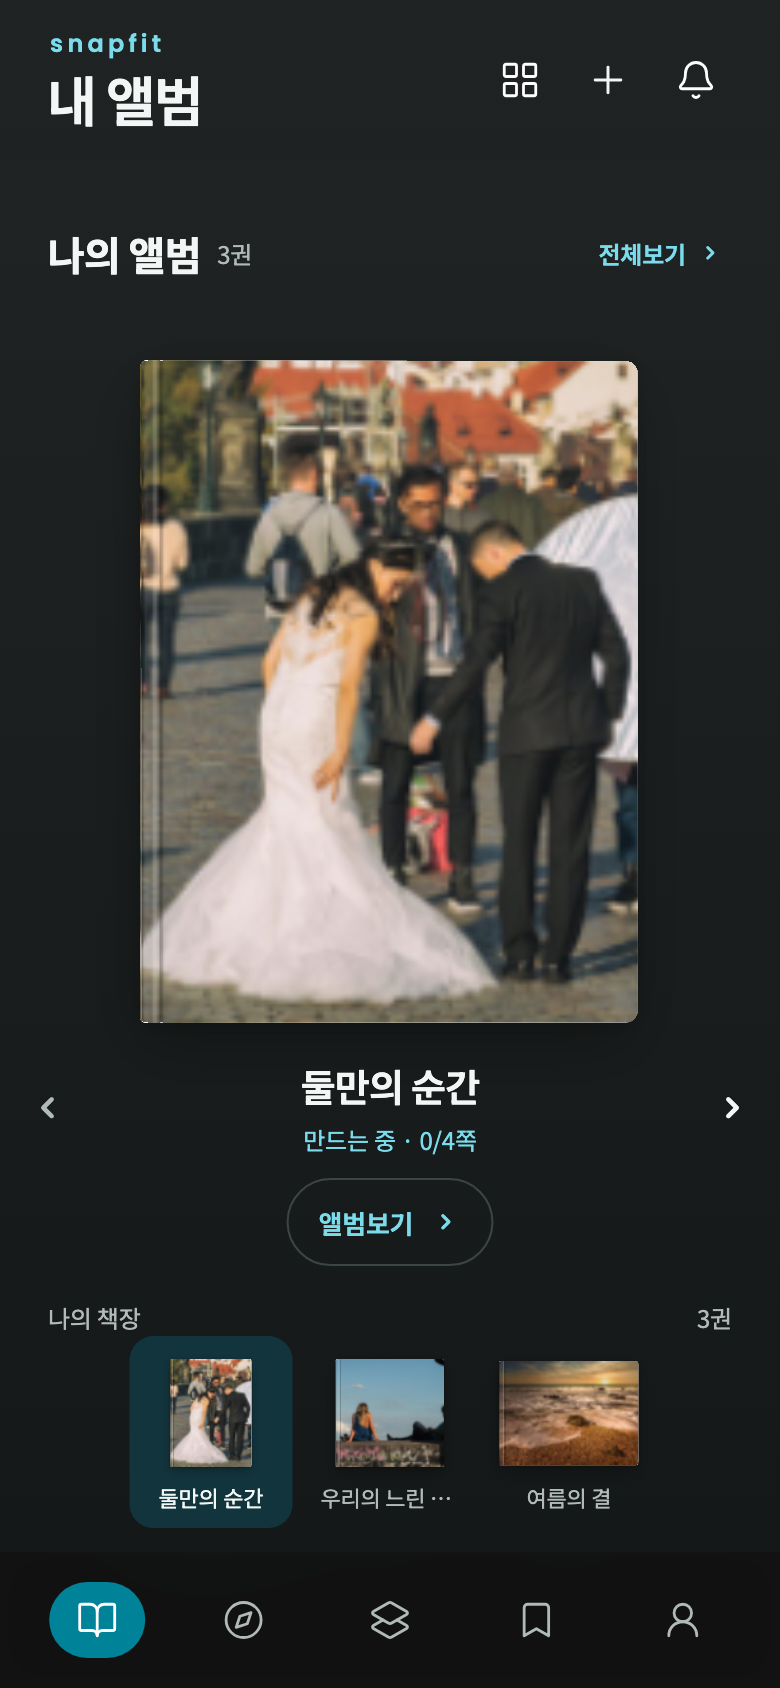 snapfit
내 앨범
나의 앨범 3권
전체보기
둘만의 순간
만드는 중 · 0/4쪽
앨범보기
나의 책장 3권
둘만의 순간
우리의 느린 ···
여름의 결